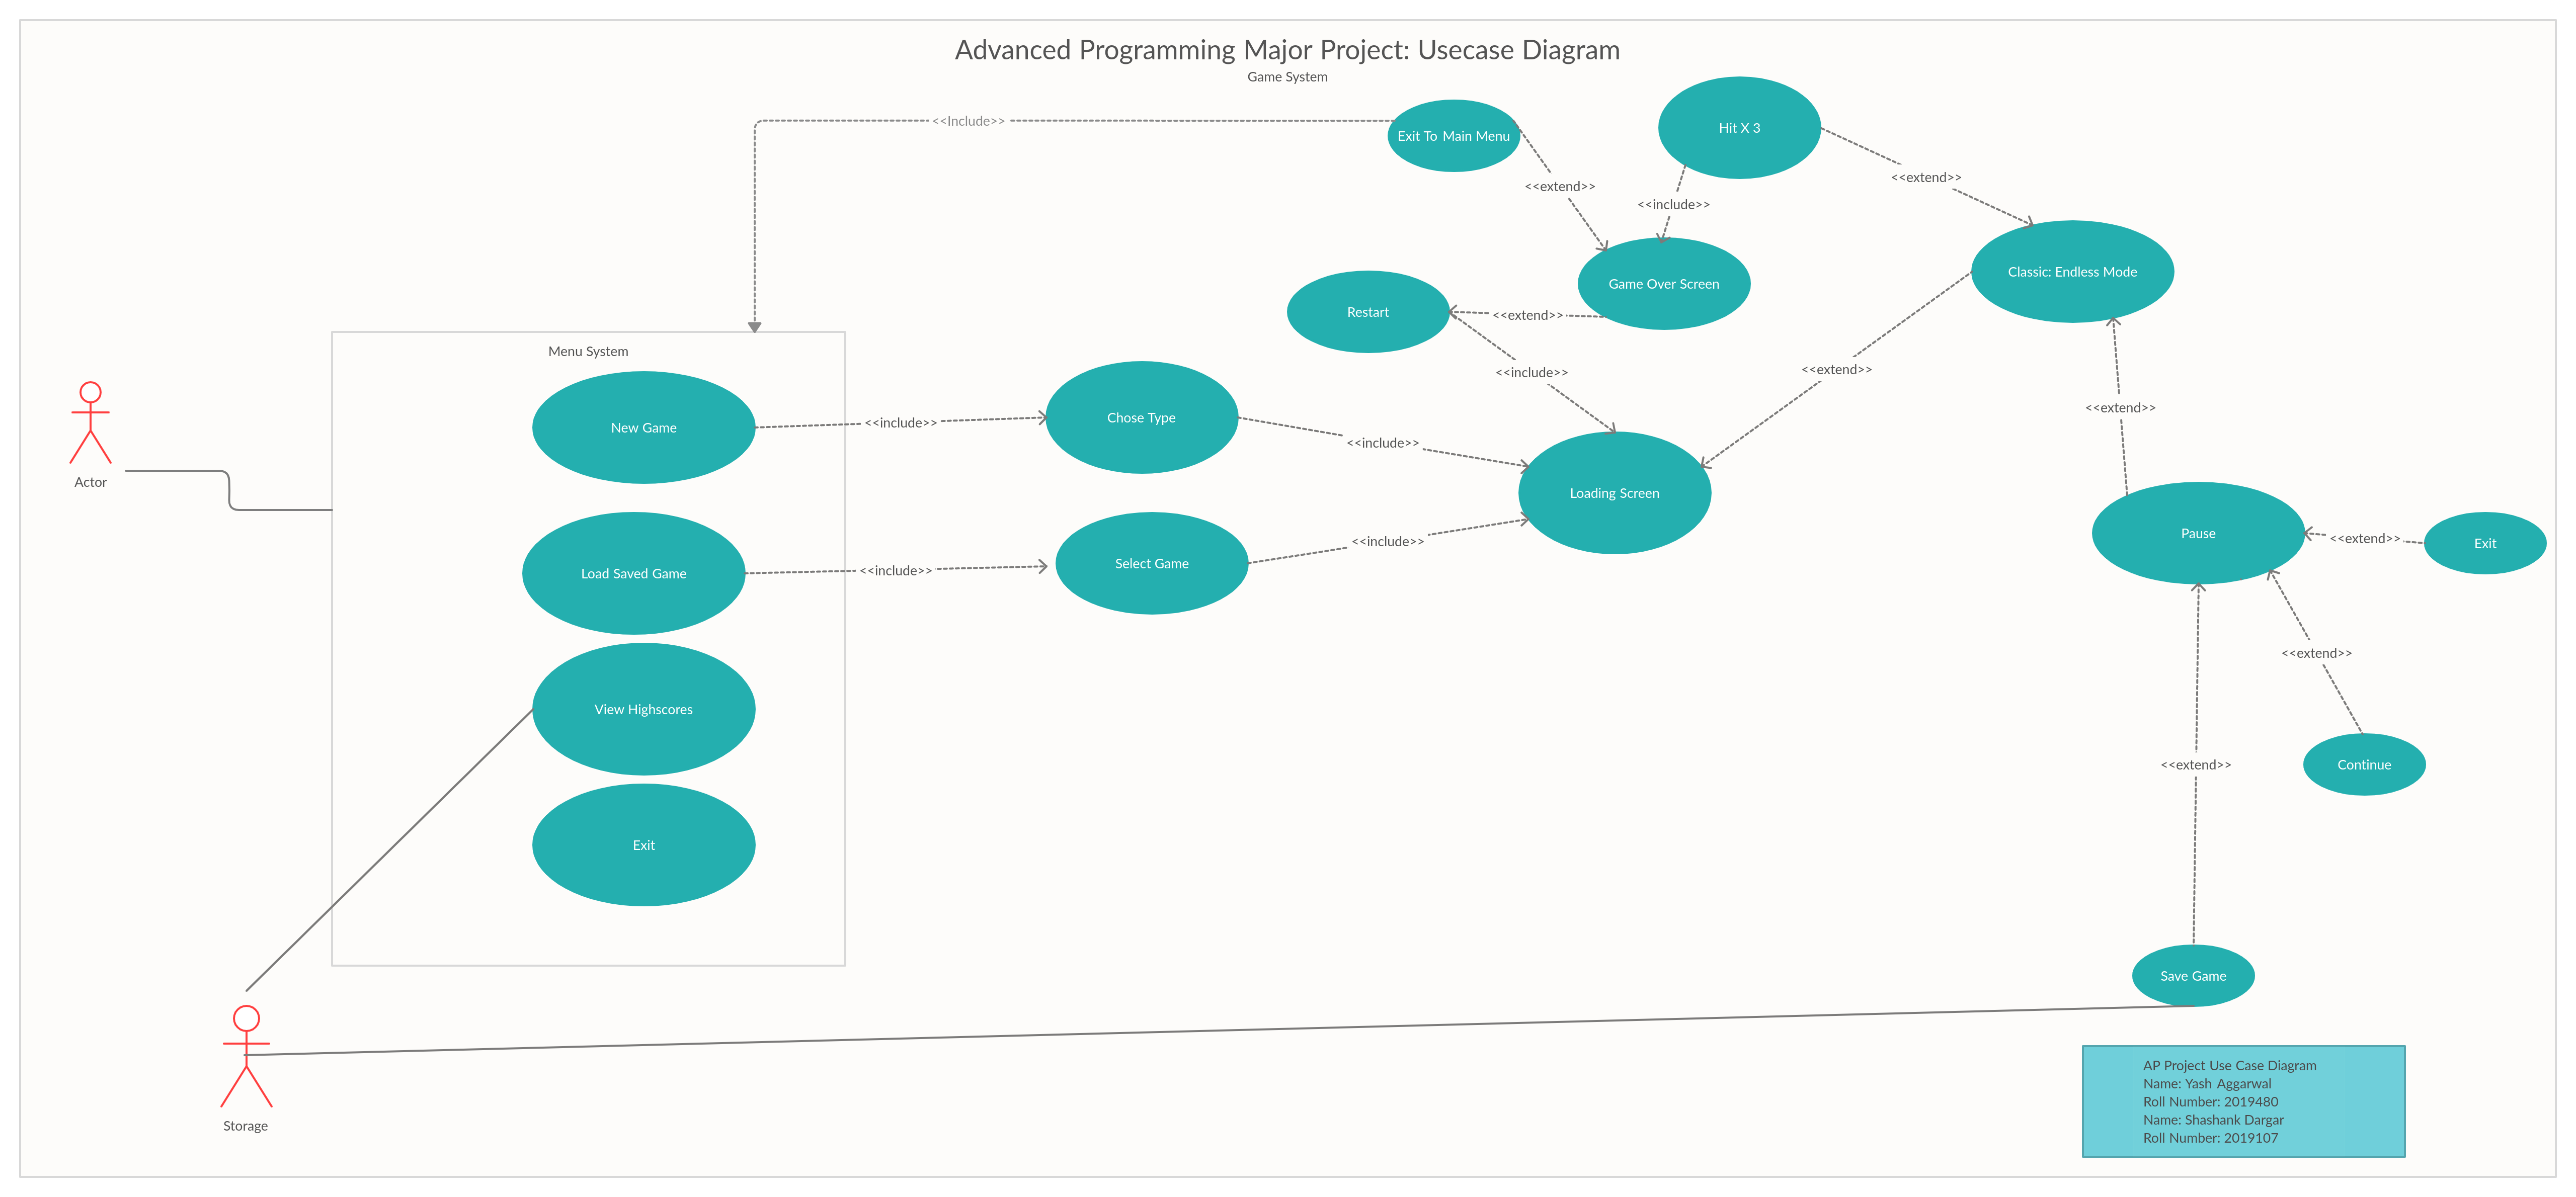 Advanced Programming Major Project: Usecase Diagram
Game System
<<Include>>
Exit To Main Menu
Hit X 3
<<extend>>
<<extend>>
<<include>>
Classic: Endless Mode
Game Over Screen
Restart
<<extend>>
Menu System
<<include>>
<<extend>>
New Game
<<include>>
Chose Type
<<include>>
<<extend>>
Actor
Loading Screen
Pause
<<extend>>
Exit
Load Saved Game
<<include>>
Select Game
<<include>>
<<extend>>
View Highscores
<<extend>>
Continue
Exit
Save Game
Storage
AP Project Use Case Diagram
Name: Yash Aggarwal
Roll Number: 2019480
Name: Shashank Dargar
Roll Number: 2019107